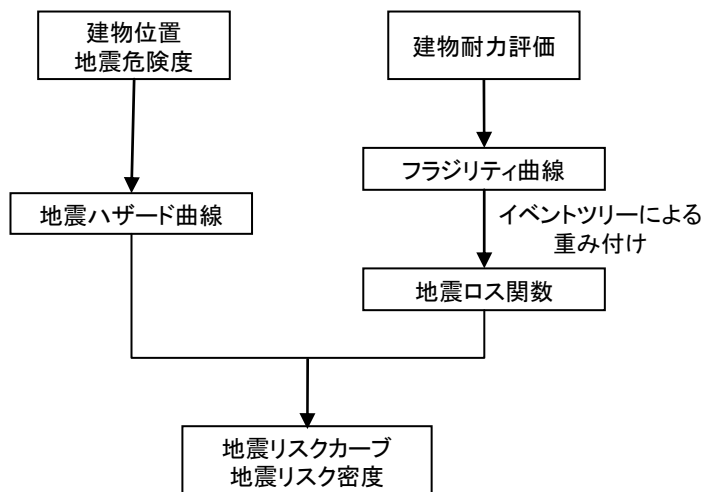 建物位置
地震危険度
建物耐力評価
フラジリティ曲線
地震ハザード曲線
イベントツリーによる
重み付け
地震ロス関数
地震リスクカーブ
地震リスク密度